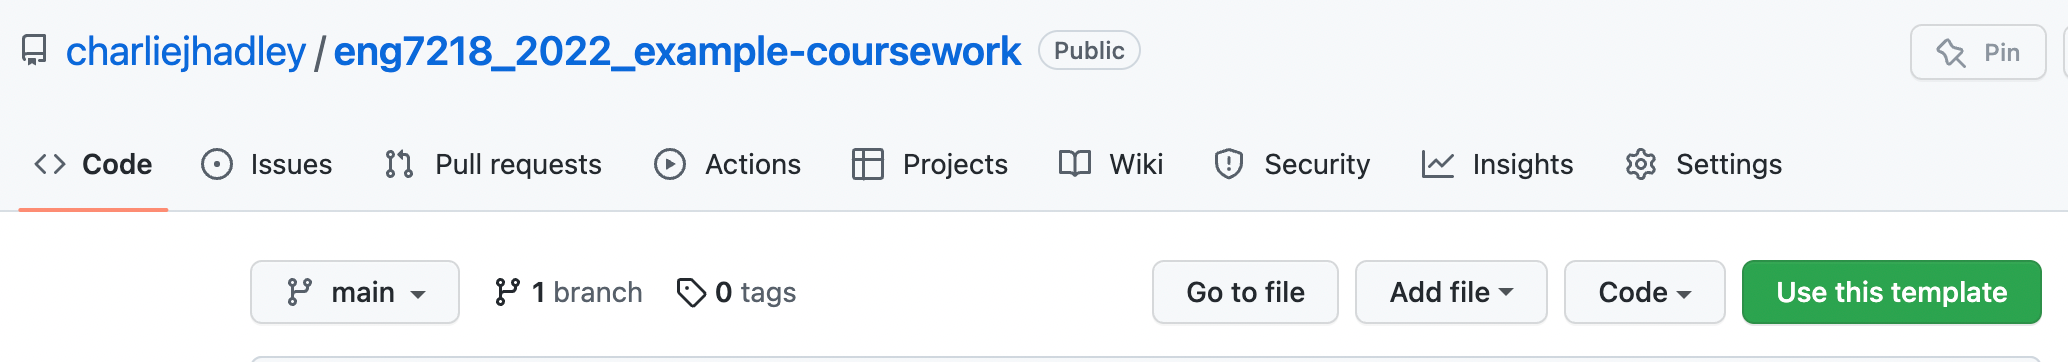 charliejhadley / eng7218_2022_example-coursework Public Pin
Code Issues Pull requests Actions Projects Wiki Security Insights Settings
main 1 branch 0 tags Go to file Add file Code Use this template